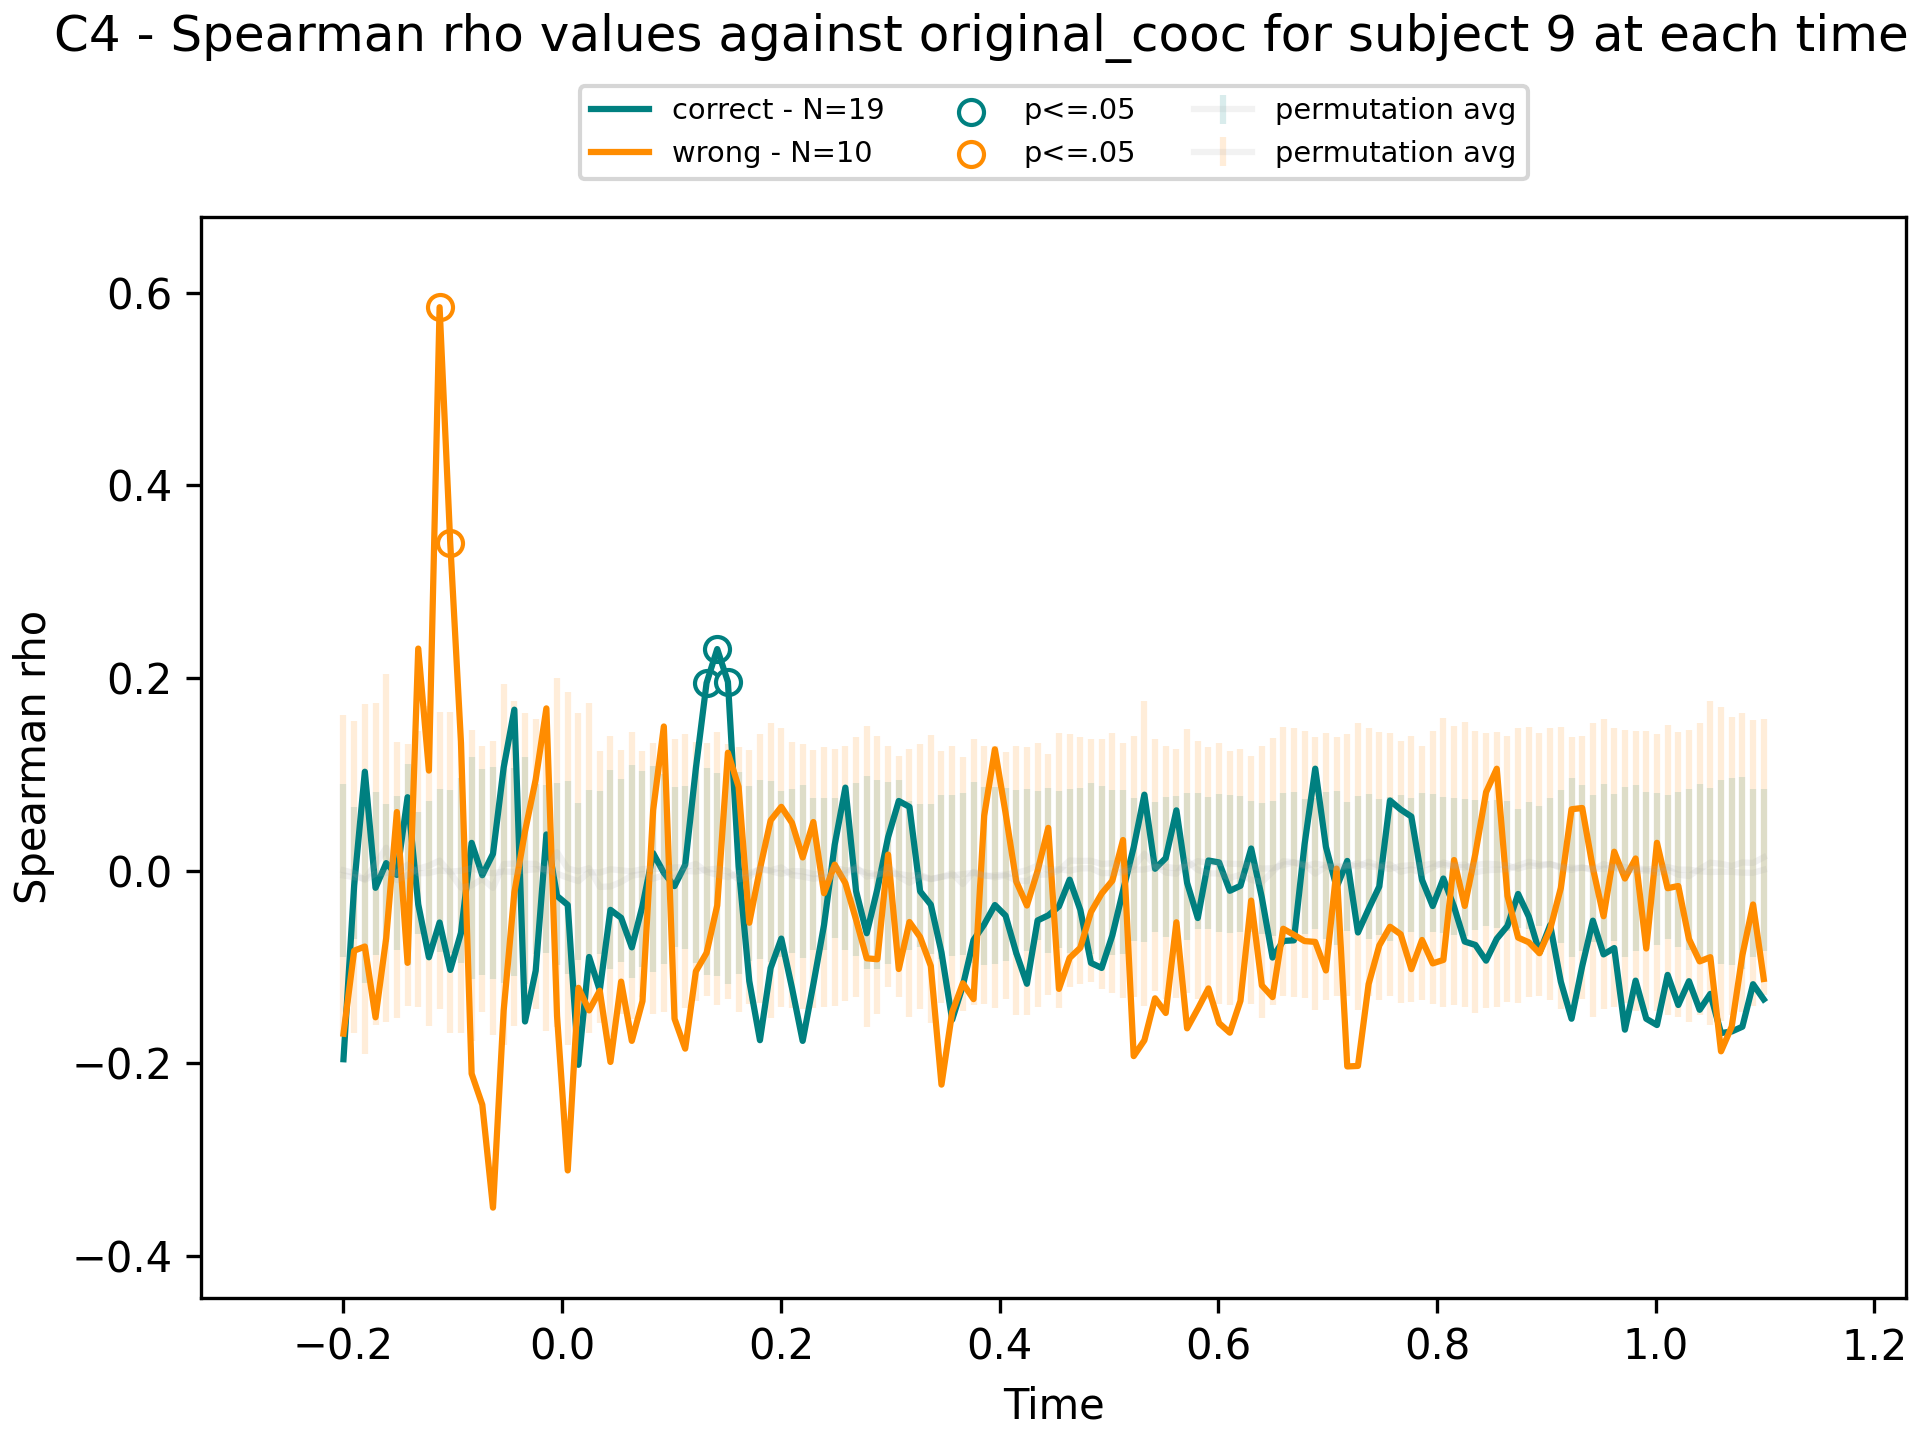 C4 - Spearman rho values against original_cooc for subject 9 at each time
correct - N=19 p<=.05 permutation avg
wrong - N=10 p<=.05 permutation avg
0.6
0.4
0.2
0.0
−0.2
−0.4
Spearman rho
−0.2 0.0 0.2 0.4 0.6 0.8 1.0 1.2
Time